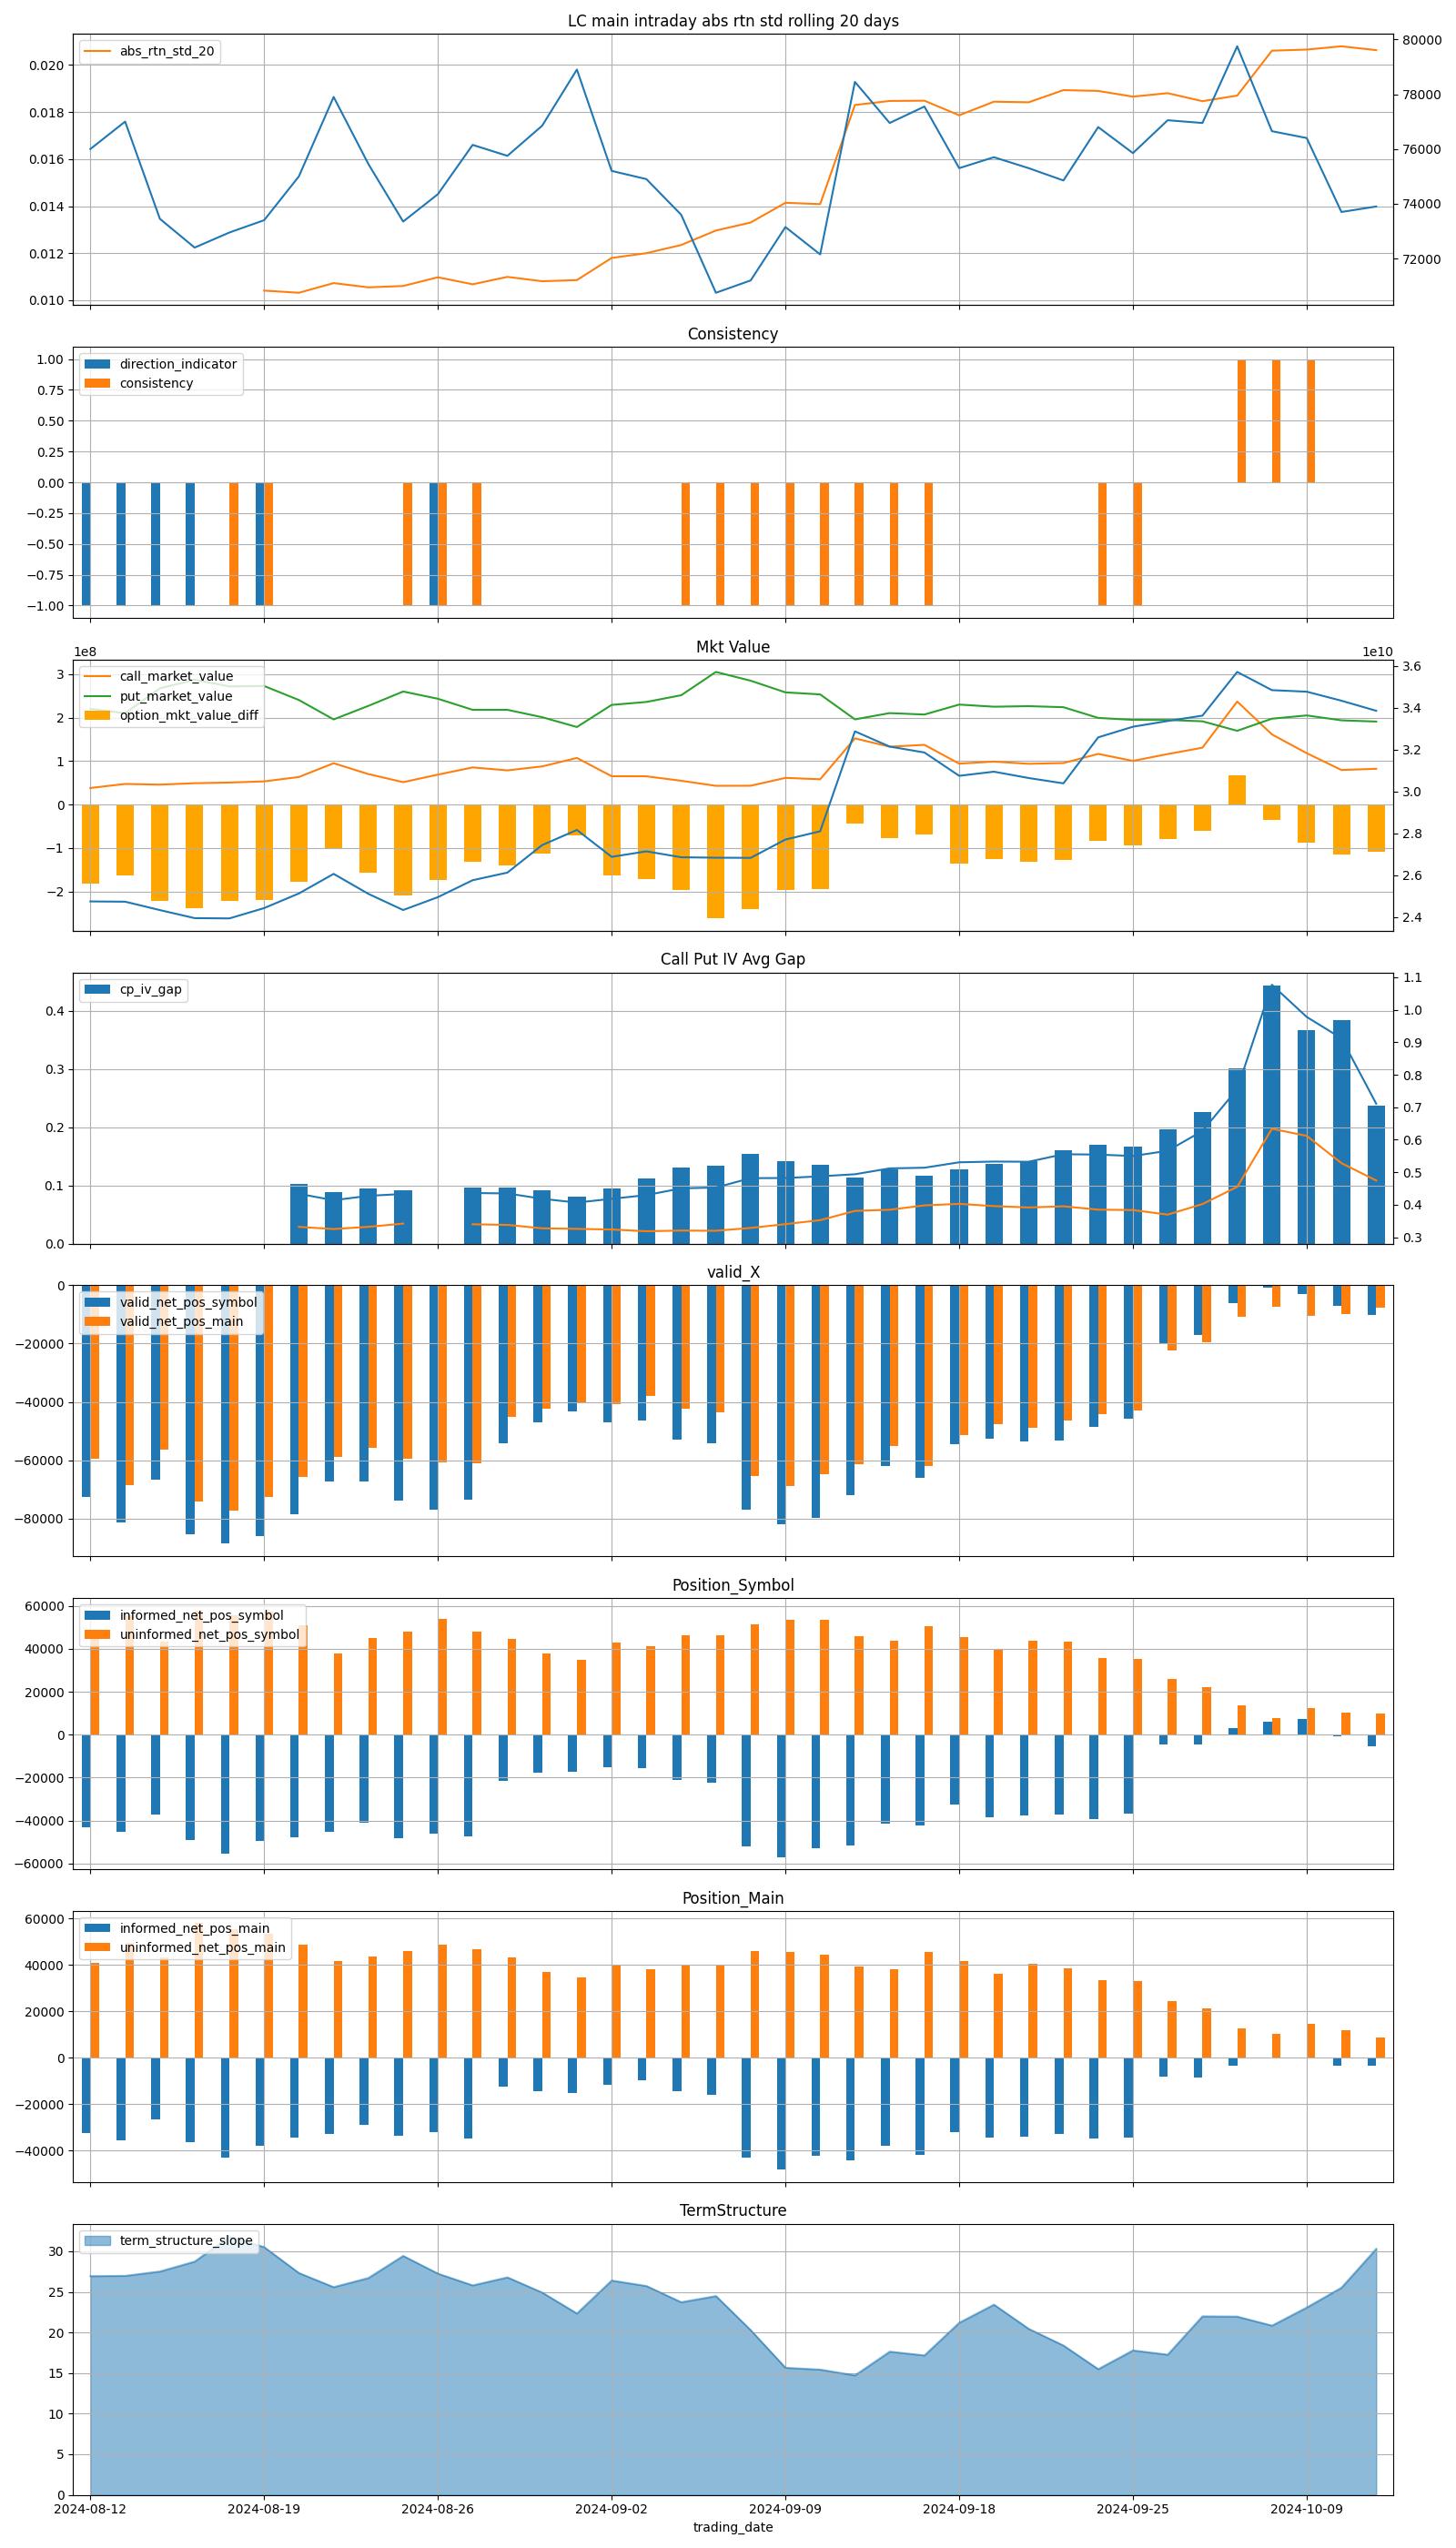 LC main intraday abs rtn std rolling 20 days
abs_rtn_std_20
0.020
0.018
0.016
0.014
0.012
0.010
80000
78000
76000
74000
72000
Consistency
direction_indicator
consistency
1.00
0.75
0.50
0.25
0.00
−0.25
−0.50
−0.75
−1.00
Mkt Value
1e8
1e10
call_market_value
put_market_value
option_mkt_value_diff
3
2
1
0
−1
−2
3.6
3.4
3.2
3.0
2.8
2.6
2.4
Call Put IV Avg Gap
cp_iv_gap
0.4
0.3
0.2
0.1
0.0
1.1
1.0
0.9
0.8
0.7
0.6
0.5
0.4
0.3
valid_X
valid_net_pos_symbol
valid_net_pos_main
0
−20000
−40000
−60000
−80000
Position_Symbol
informed_net_pos_symbol
uninformed_net_pos_symbol
60000
40000
20000
0
−20000
−40000
−60000
Position_Main
informed_net_pos_main
uninformed_net_pos_main
60000
40000
20000
0
−20000
−40000
TermStructure
term_structure_slope
30
25
20
15
10
5
0
2024-08-12 2024-08-19 2024-08-26 2024-09-02 2024-09-09 2024-09-18 2024-09-25 2024-10-09
trading_date